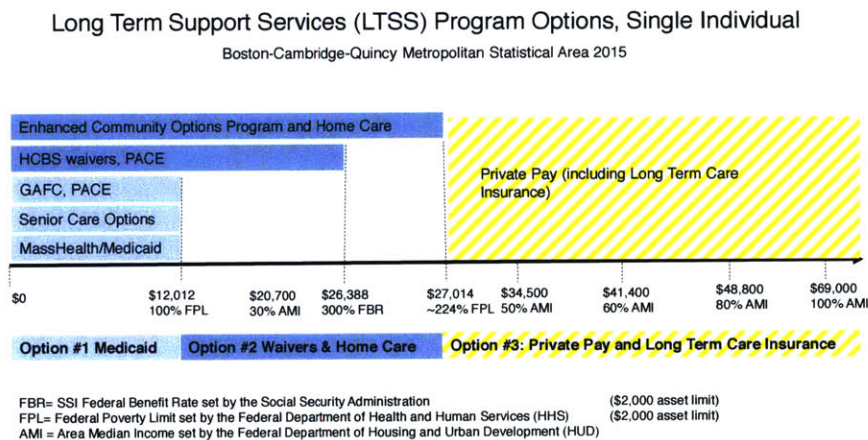 Long Term Support Services (LTSS) Program Options, Single Individual
Boston-Cambridge-Quincy Metropolitan Statistical Area 2015
Enhanced Community Options Program and Home Care
HCBS waivers, PACE
GAFC, PACE
Senior Care Options
MassHealth/Medicaid
Private Pay (including Long Term Care
Insurance)
$0
$12,012
100% FPL
$20,700
30% AMI
$26,388
300% FBR
$27,014
~224% FPL
$34,500
50% AMI
$41,400
60% AMI
$48,800
80% AMI
$69,000
100% AMI
Option #1 Medicaid
Option #2 Waivers & Home Care
Option #3: Private Pay and Long Term Care Insurance
FBR= SSI Federal Benefit Rate set by the Social Security Administration ($2,000 asset limit)
FPL= Federal Poverty Limit set by the Federal Department of Health and Human Services (HHS) ($2,000 asset limit)
AMI = Area Median Income set by the Federal Department of Housing and Urban Development (HUD)